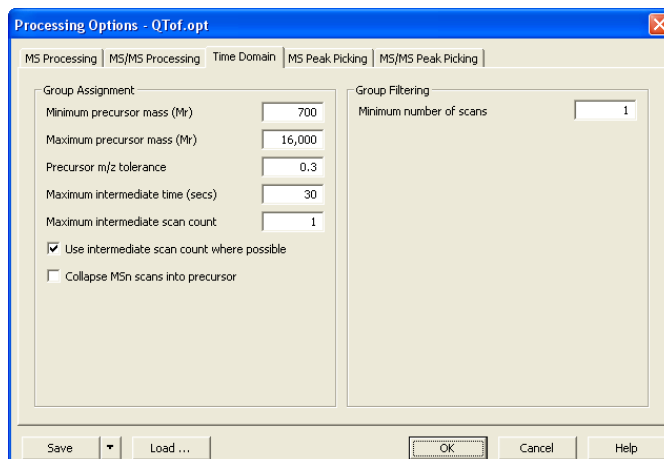 Processing Options - QTof.opt
MS Processing MS/MS Processing Time Domain MS Peak Picking MS/MS Peak Picking
Group Assignment
Minimum precursor mass (Mr) 700
Maximum precursor mass (Mr) 16,000
Precursor m/z tolerance 0.3
Maximum intermediate time (secs) 30
Maximum intermediate scan count 1
Use intermediate scan count where possible
Collapse MSn scans into precursor
Group Filtering
Minimum number of scans 1
Save Load ... OK Cancel Help